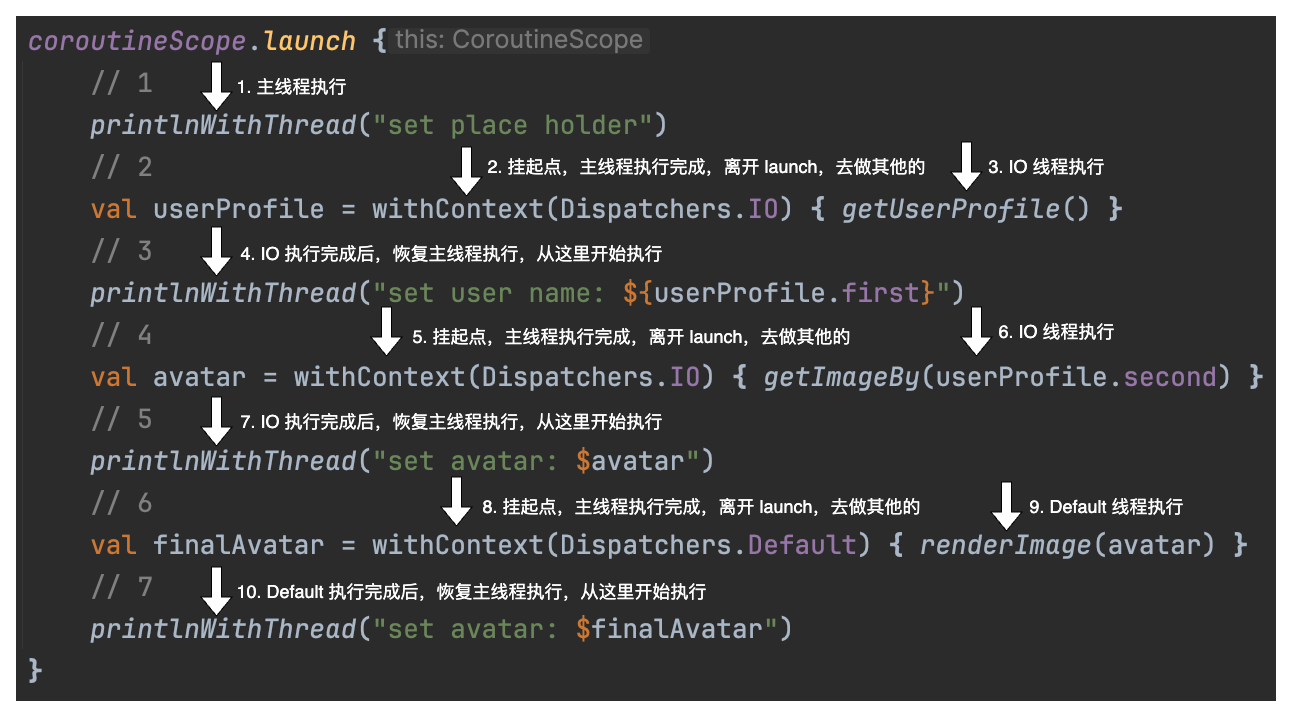 coroutineScope.launch { this: CoroutineScope
// 1
1. 主线程执行
printlnWithThread("set place holder")
// 2
2. 挂起点，主线程执行完成，离开 launch，去做其他的
3. IO 线程执行
val userProfile = withContext(Dispatchers.IO) { getUserProfile() }
// 3
4. IO 执行完成后，恢复主线程执行，从这里开始执行
printlnWithThread("set user name: ${userProfile.first}")
// 4
5. 挂起点，主线程执行完成，离开 launch，去做其他的
6. IO 线程执行
val avatar = withContext(Dispatchers.IO) { getImageBy(userProfile.second) }
// 5
7. IO 执行完成后，恢复主线程执行，从这里开始执行
printlnWithThread("set avatar: $avatar")
// 6
8. 挂起点，主线程执行完成，离开 launch，去做其他的
9. Default 线程执行
val finalAvatar = withContext(Dispatchers.Default) { renderImage(avatar) }
// 7
10. Default 执行完成后，恢复主线程执行，从这里开始执行
printlnWithThread("set avatar: $finalAvatar")
}